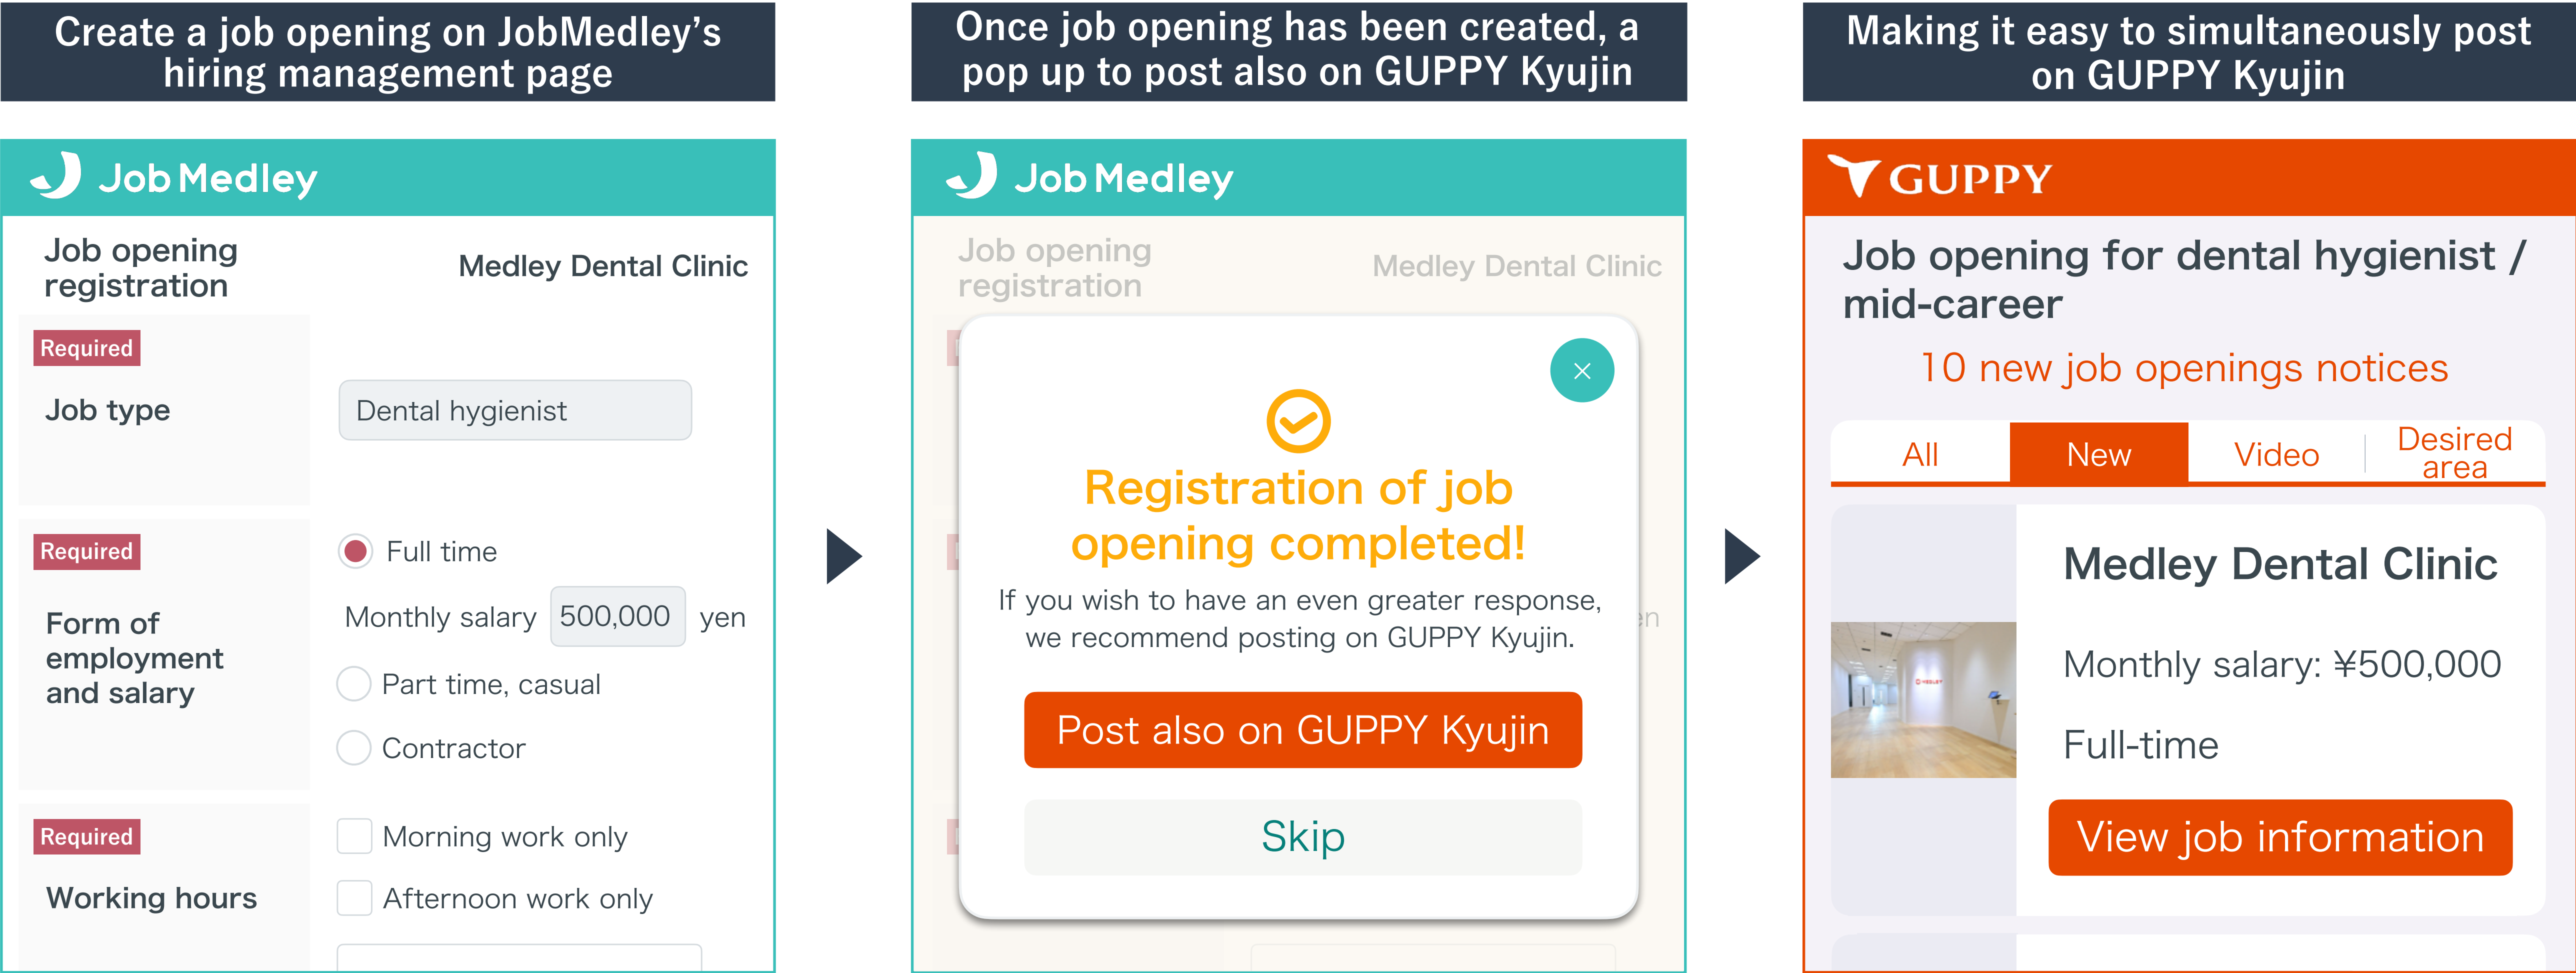 Create a job opening on JobMedley’s
hiring management page
Job Medley
Job opening
registration
Medley Dental Clinic
Required
Job type
Dental hygienist
Required
Form of
employment
and salary
Full time
Monthly salary 500,000 yen
Part time, casual
Contractor
Required
Working hours
Morning work only
Afternoon work only
Once job opening has been created, a
pop up to post also on GUPPY Kyujin
Job Medley
Job opening
registration
Medley Dental Clinic
en
×
Registration of job
opening completed!
If you wish to have an even greater response,
we recommend posting on GUPPY Kyujin.
Post also on GUPPY Kyujin
Skip
Making it easy to simultaneously post
on GUPPY Kyujin
GUPPY
Job opening for dental hygienist /
mid-career
10 new job openings notices
All
New
Video
Desired
area
MEDLEY
Medley Dental Clinic
Monthly salary: ¥500,000
Full-time
View job information